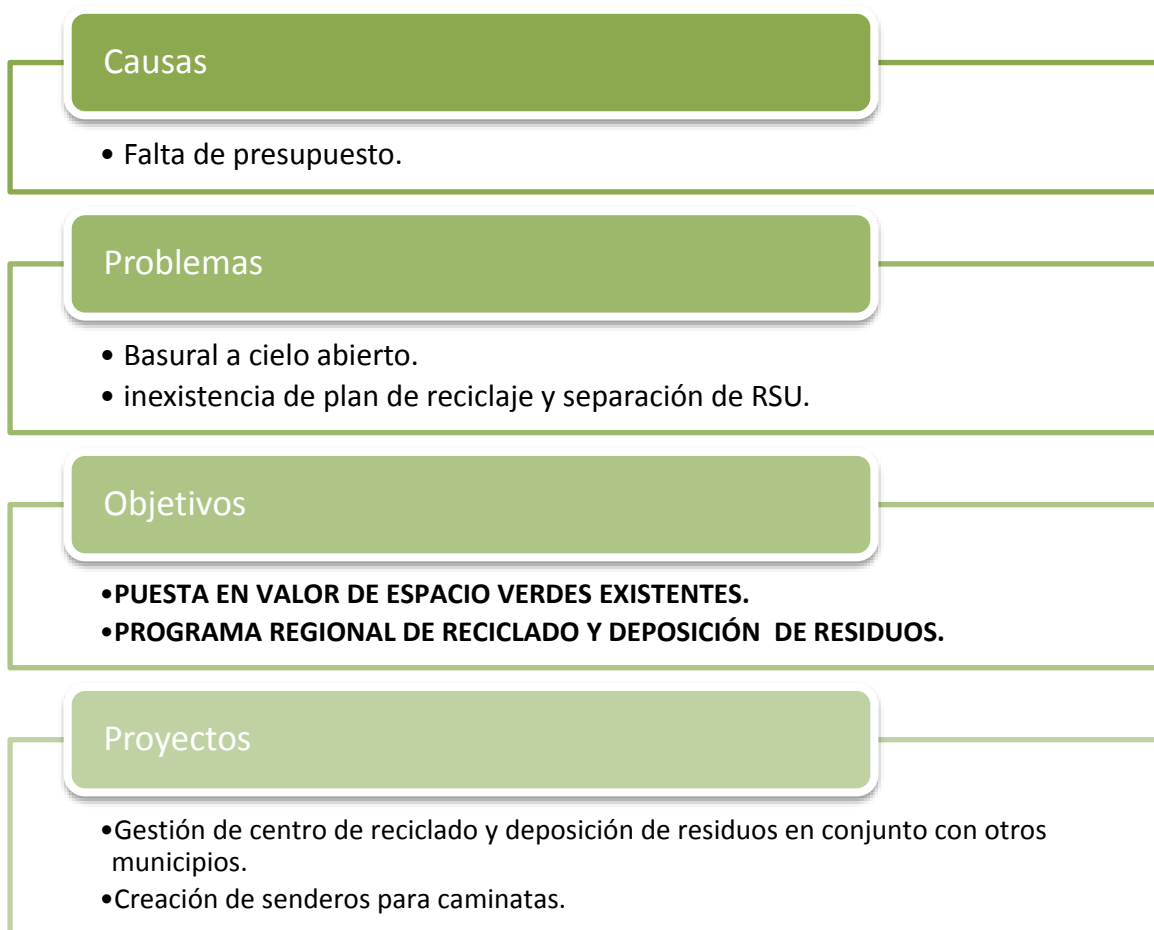 Causas
• Falta de presupuesto.
Problemas
• Basural a cielo abierto.
• inexistencia de plan de reciclaje y separación de RSU.
Objetivos
•PUESTA EN VALOR DE ESPACIO VERDES EXISTENTES.
•PROGRAMA REGIONAL DE RECICLADO Y DEPOSICIÓN DE RESIDUOS.
Proyectos
•Gestión de centro de reciclado y deposición de residuos en conjunto con otros
municipios.
•Creación de senderos para caminatas.